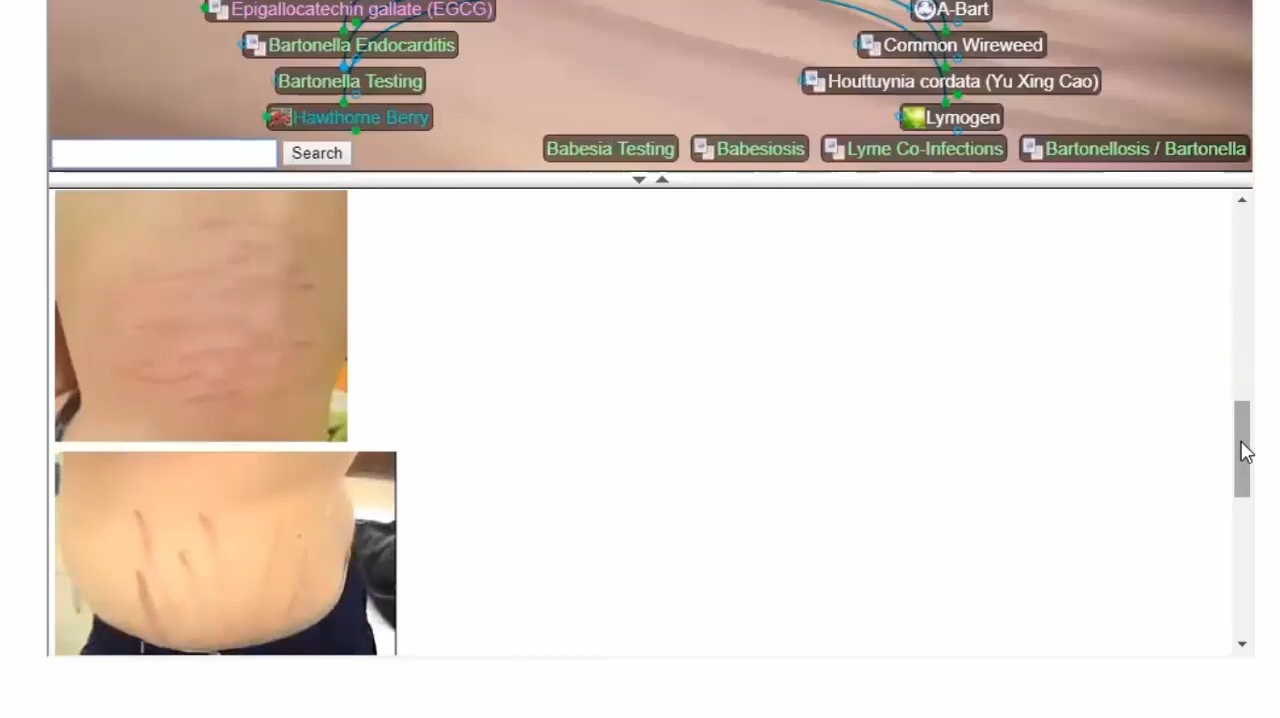 Epigallocatechin gallate (EGCG)
A-Bart
Bartonella Endocarditis
Common Wireweed
Bartonella Testing
Houttuynia cordata (Yu Xing Cao)
Hawthorne Berry
Lymogen
Search
Babesia Testing
Babesiosis
Lyme Co-Infections
Bartonellosis / Bartonella